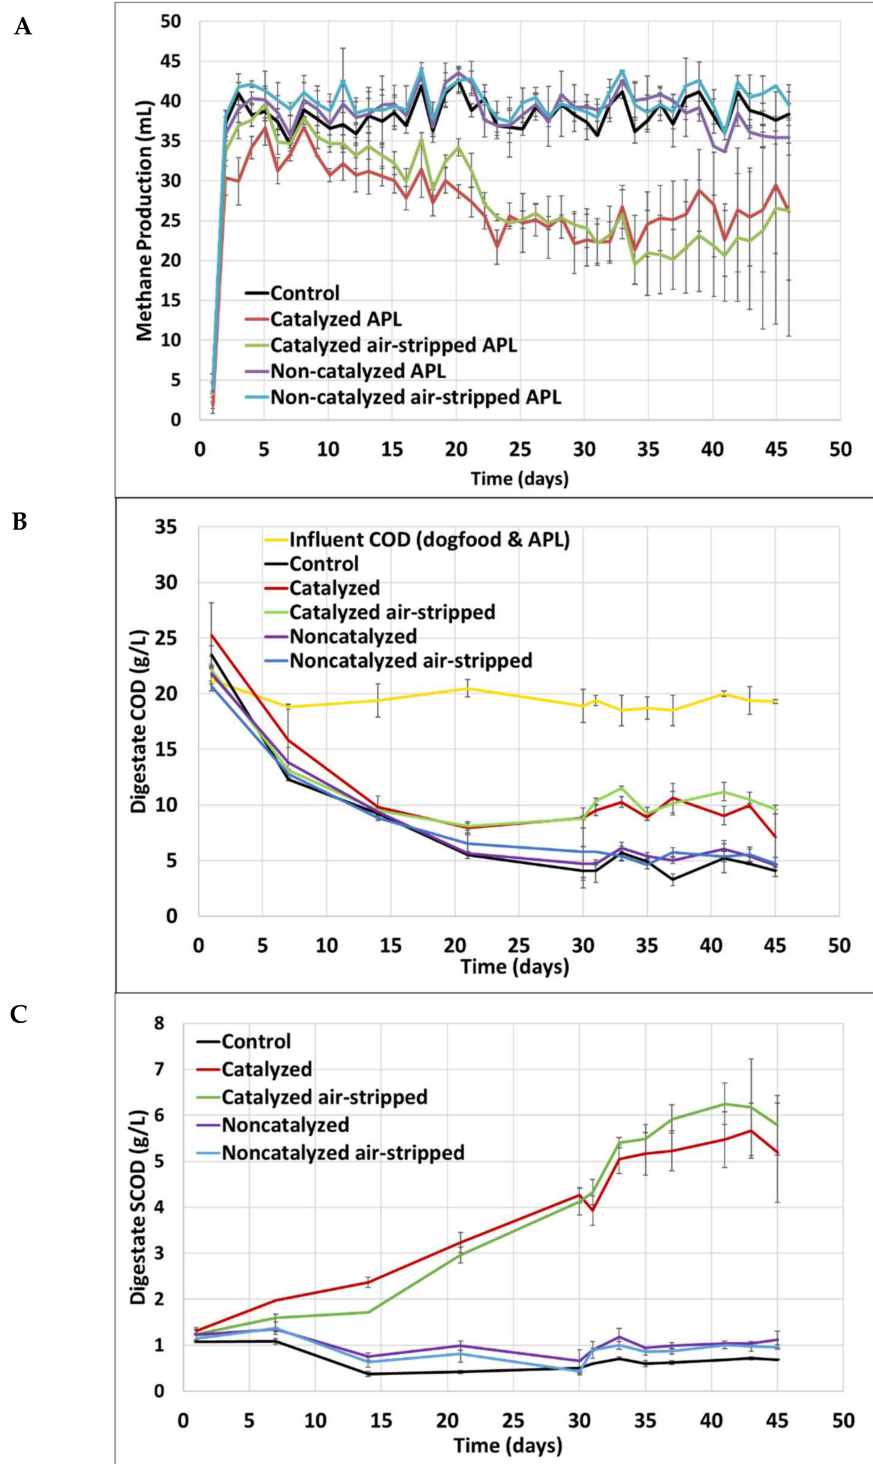 A
50
45
40
35
30
25
20
15
10
5
0
Methane Production (mL)
Control
Catalyzed APL
Catalyzed air-stripped APL
Non-catalyzed APL
Non-catalyzed air-stripped APL
0 5 10 15 20 25 30 35 40 45 50
Time (days)
B
35
30
25
20
15
10
5
0
Digestate COD (g/L)
Influent COD (dogfood & APL)
Control
Catalyzed
Catalyzed air-stripped
Noncatalyzed
Noncatalyzed air-stripped
0 5 10 15 20 25 30 35 40 45 50
Time (days)
C
8
7
6
5
4
3
2
1
0
Digestate SCOD (g/L)
Control
Catalyzed
Catalyzed air-stripped
Noncatalyzed
Noncatalyzed air-stripped
0 5 10 15 20 25 30 35 40 45 50
Time (days)